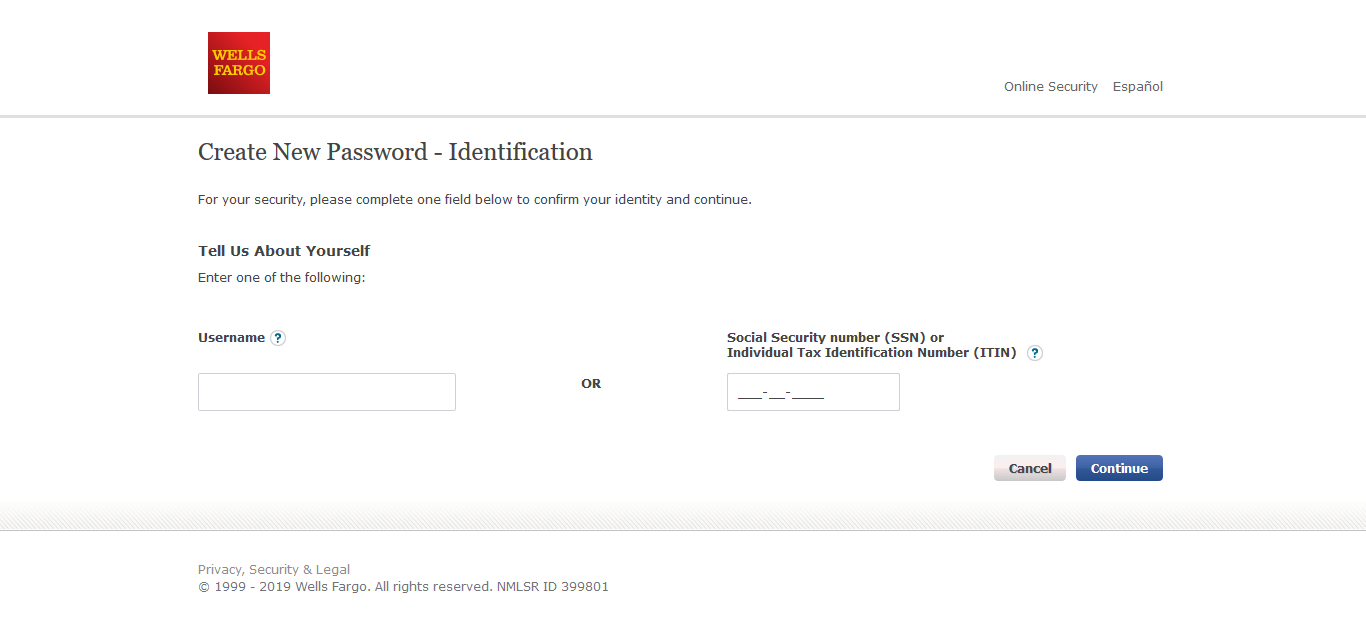 WELLS
FARGO
Online Security Español
Create New Password - Identification
For your security, please complete one field below to confirm your identity and continue.
Tell Us About Yourself
Enter one of the following:
Username ?
Social Security number (SSN) or
Individual Tax Identification Number (ITIN) ?
OR
___-__-____
Cancel Continue
Privacy, Security & Legal
© 1999 - 2019 Wells Fargo. All rights reserved. NMLSR ID 399801